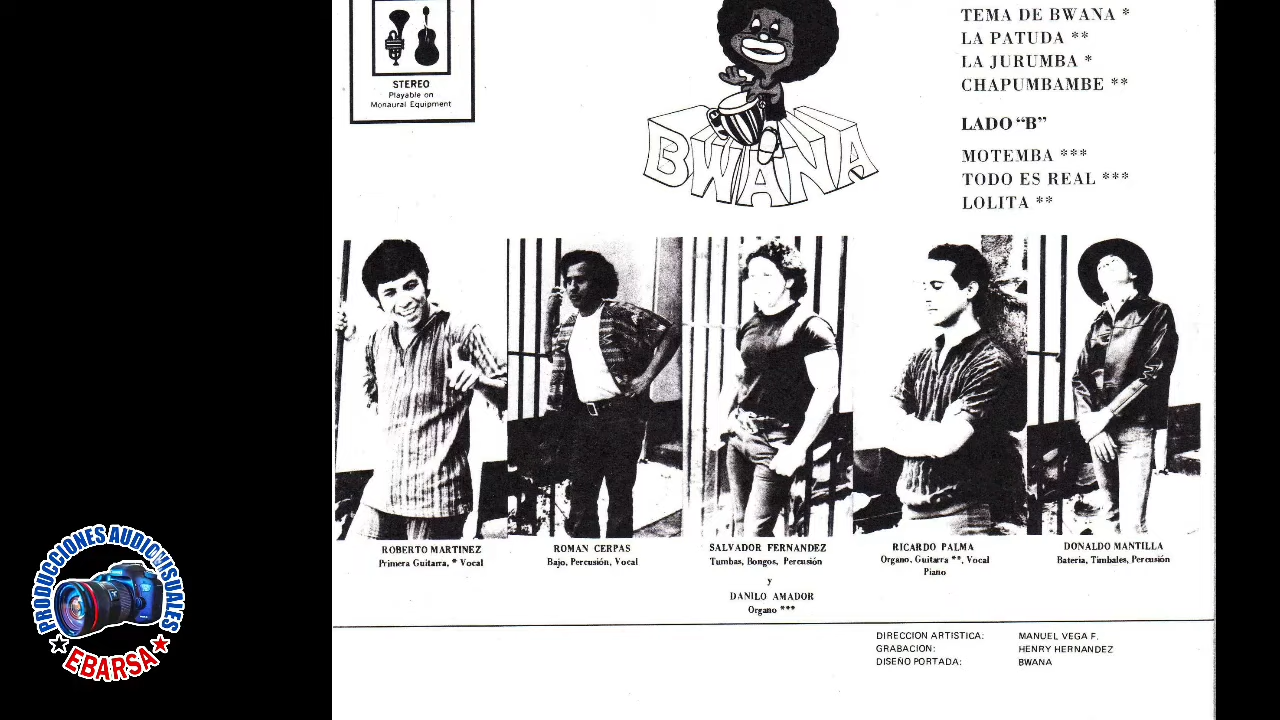 STEREO
Playable on
Monaural Equipment
BWANA
TEMA DE BWANA *
LA PATUDA **
LA JURUMBA *
CHAPUMBAMBE **
LADO "B"
MOTEMBA ***
TODO ES REAL ***
LOLITA **
ROBERTO MARTINEZ
Primera Guitarra, * Vocal
ROMAN CERPAS
Bajo, Percusión, Vocal
SALVADOR FERNANDEZ
Tumbas, Bongos, Percusión
y
DANILO AMADOR
Organo ***
RICARDO PALMA
Organo, Guitarra **, Vocal
Piano
DONALDO MANTILLA
Bateria, Timbales, Percusión
DIRECCION ARTISTICA: MANUEL VEGA F.
GRABACION: HENRY HERNANDEZ
DISEÑO PORTADA: BWANA
PRODUCCIONES AUDIOVISUALES
EBARSA